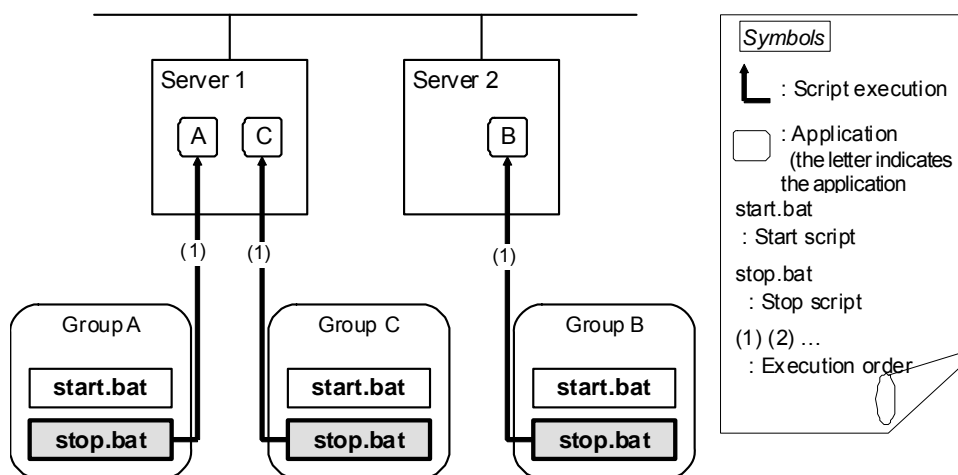 Server 1
Server 2
A
C
B
(1)
(1)
(1)
Group A
Group C
Group B
start.bat
start.bat
start.bat
stop.bat
stop.bat
stop.bat
Symbols
: Script execution
: Application
(the letter indicates
the application
start.bat
: Start script
stop.bat
: Stop script
(1) (2) ...
: Execution order